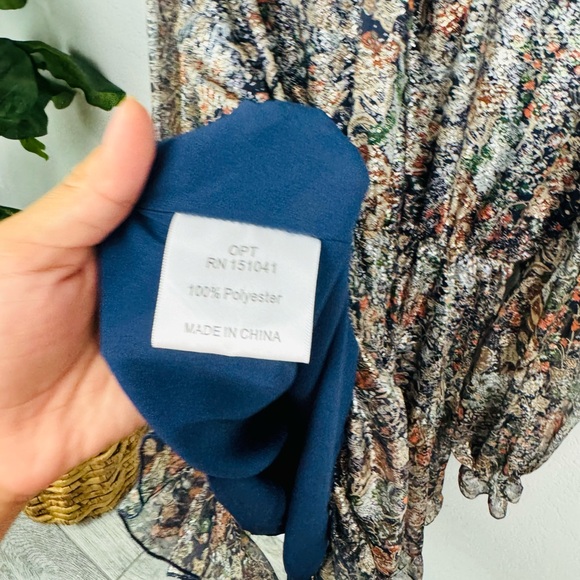 OPT
RN 151041
100% Polyester
MADE IN CHINA